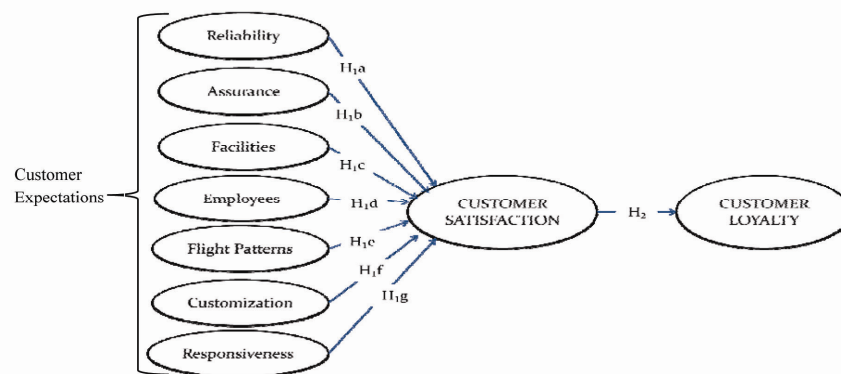 Reliability
H₁a
Assurance
H₁b
Facilities
H₁c
Customer
Expectations
Employees
H₁d
CUSTOMER
SATISFACTION
H₂
CUSTOMER
LOYALTY
Flight Patterns
H₁e
H₁f
Customization
H₁g
Responsiveness